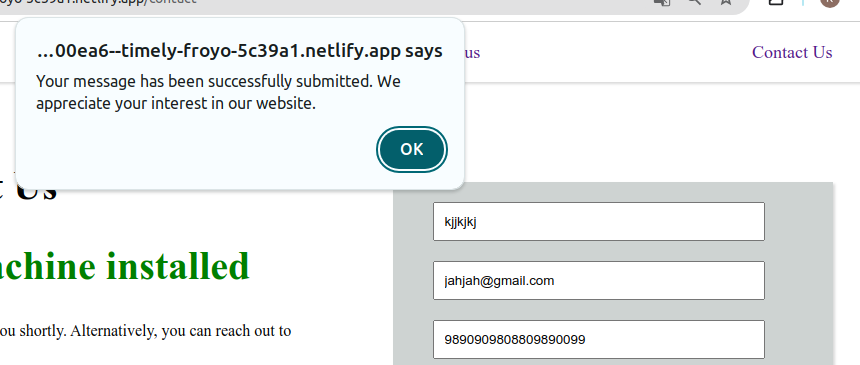 …00ea6--timely-froyo-5c39a1.netlify.app says
Your message has been successfully submitted. We
appreciate your interest in our website.
OK
us
Contact Us
Us
kjjkjkj
achine installed
jahjah@gmail.com
ou shortly. Alternatively, you can reach out to
9890909808809890099